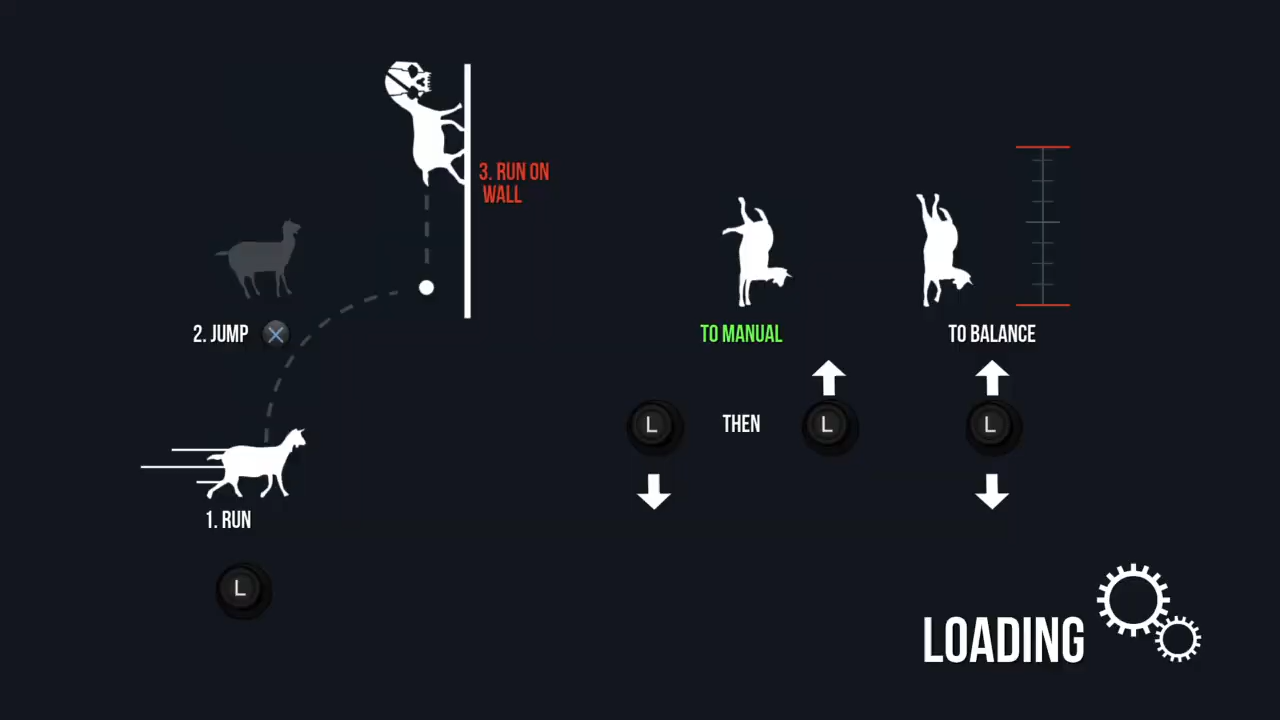 3. RUN ON
WALL
2. JUMP
TO MANUAL
TO BALANCE
L
THEN
L
L
1. RUN
L
LOADING